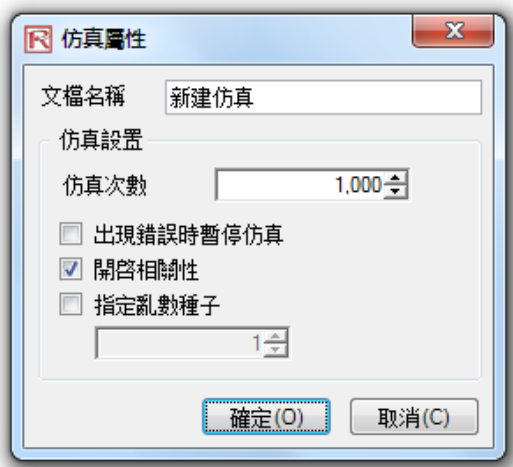 仿真屬性
文檔名稱 新建仿真
仿真設置
仿真次數 1,000
出現錯誤時暫停仿真
開啓相關性
指定亂數種子
1
確定(O) 取消(C)